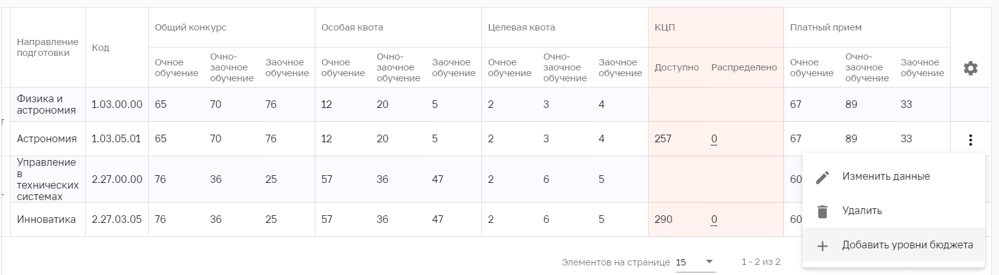 Общий конкурс Особая квота Целевая квота КЦП Платный прием
Направление подготовки Код
Очное обучение Очно-заочное обучение Заочное обучение Очное обучение Очно-заочное обучение Заочное обучение Очное обучение Очно-заочное обучение Заочное обучение Доступно Распределено Очное обучение Очно-заочное обучение Заочное обучение
Физика и астрономия 1.03.00.00 65 70 76 12 20 5 2 3 4 67 89 33
Астрономия 1.03.05.01 65 70 76 12 20 5 2 3 4 257 0 67 89 33
Управление в технических системах 2.27.00.00 76 36 25 57 36 47 2 6 5 60
Инноватика 2.27.03.05 76 36 25 57 36 47 2 6 5 290 0 60
Изменить данные
Удалить
Добавить уровни бюджета
Элементов на странице 15 1 - 2 из 2